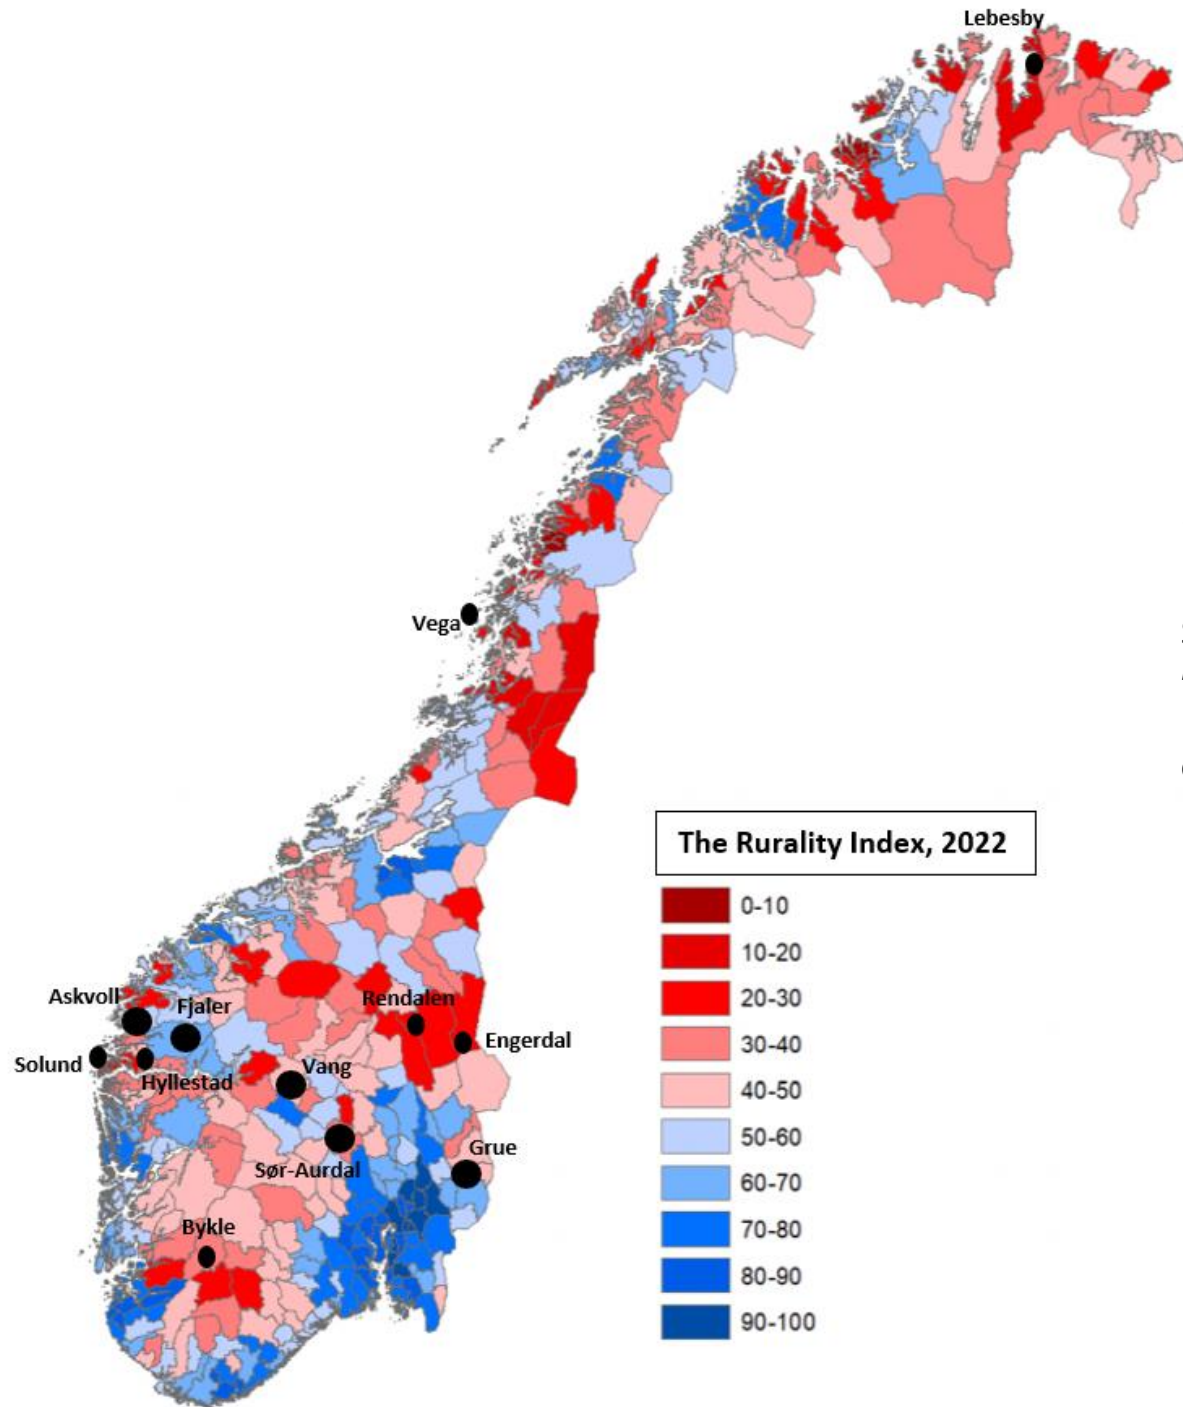 Lebesby
Vega
The Rurality Index, 2022
0-10
10-20
20-30
30-40
40-50
50-60
60-70
70-80
80-90
90-100
Askvoll
Fjaler
Rendalen
Solund
Hyllestad
Vang
Engerdal
Sør-Aurdal
Grue
Bykle